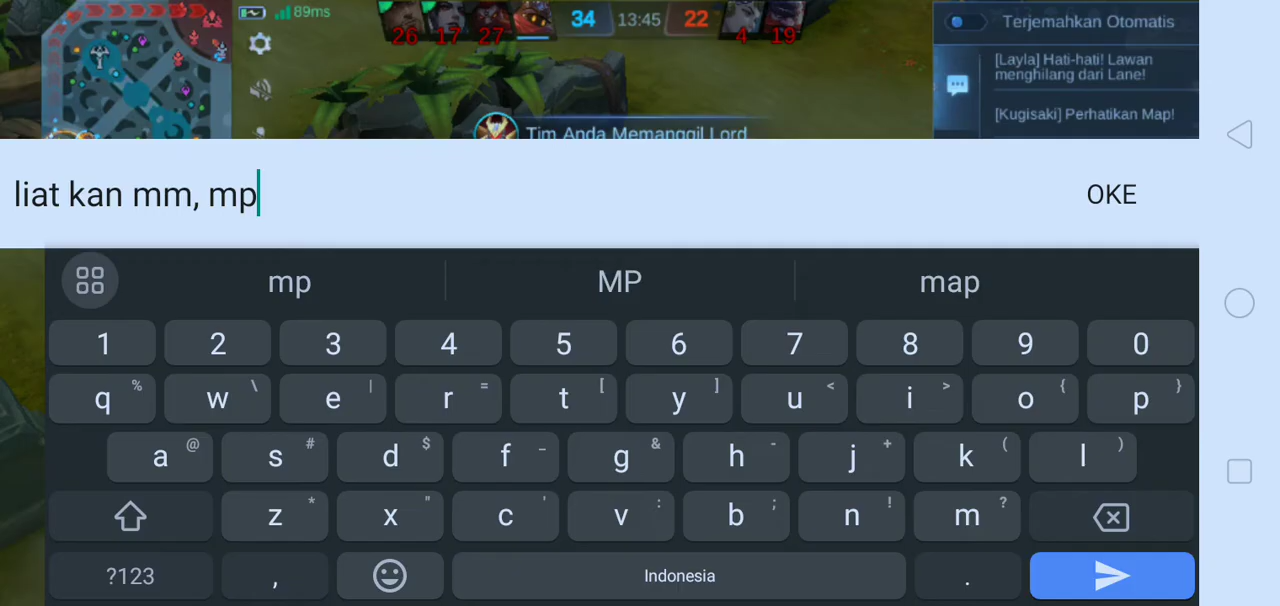 89ms
34 13:45 22
26 17 27 4 19
Terjemahkan Otomatis
[Layla] Hati-hati! Lawan
menghilang dari Lane!
[Kugisaki] Perhatikan Map!
Tim Anda Memanggil Lord
liat kan mm, mp
OKE
mp MP map
1 2 3 4 5 6 7 8 9 0
q % w \ e | r = t [ y ] u < i > o { p }
a @ s # d $ f _ g & h - j + k ( l )
z * x " c ' v : b ; n ! m ?
?123 , Indonesia .